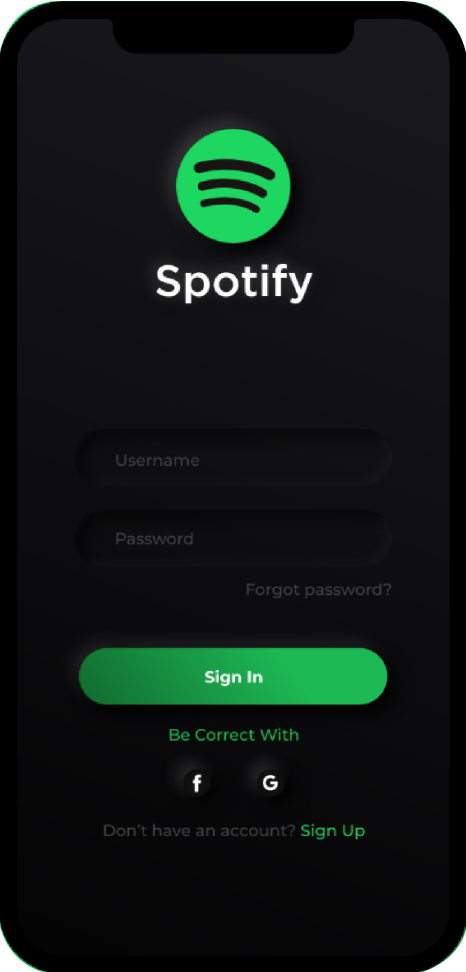 Spotify
Username
Password
Forgot password?
Sign In
Be Correct With
f G
Don't have an account? Sign Up